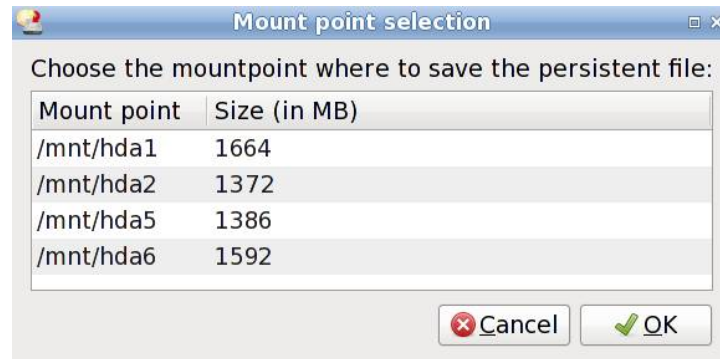 Mount point selection
Choose the mountpoint where to save the persistent file:
Mount point Size (in MB)
/mnt/hda1 1664
/mnt/hda2 1372
/mnt/hda5 1386
/mnt/hda6 1592
Cancel OK